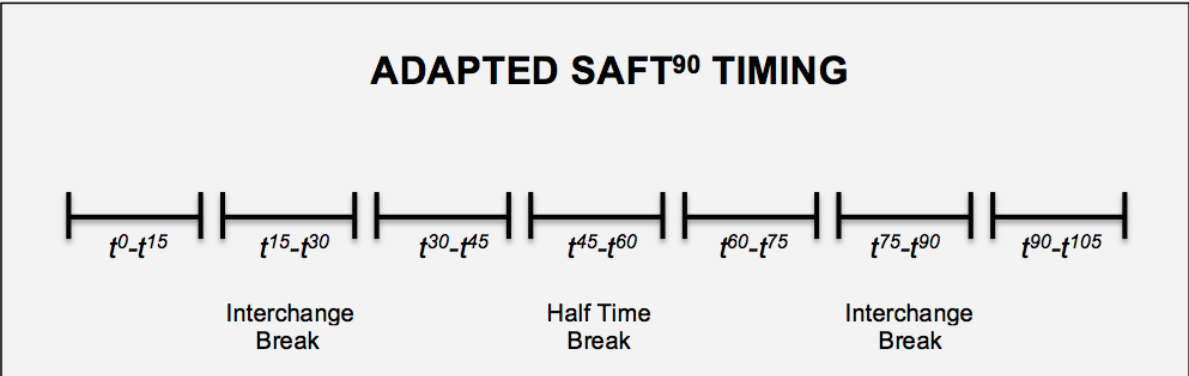 ADAPTED SAFT⁹⁰ TIMING
t⁰-t¹⁵ t¹⁵-t³⁰ t³⁰-t⁴⁵ t⁴⁵-t⁶⁰ t⁶⁰-t⁷⁵ t⁷⁵-t⁹⁰ t⁹⁰-t¹⁰⁵
Interchange Half Time Interchange
Break Break Break